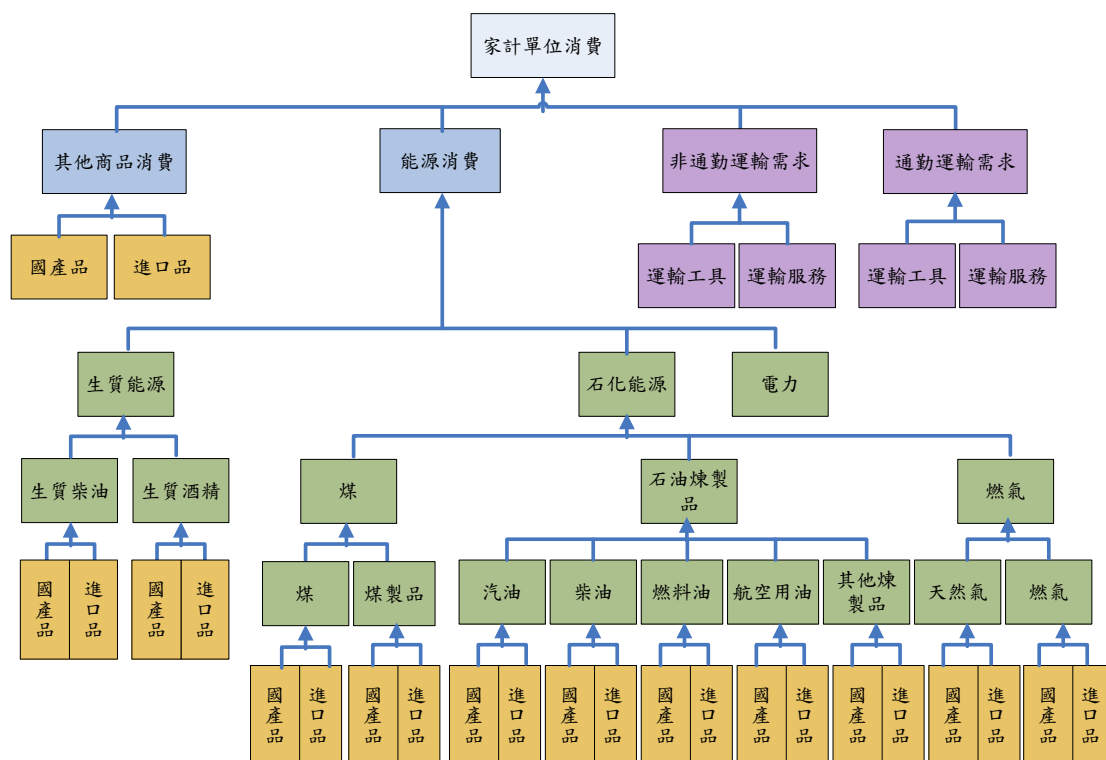 家計單位消費
其他商品消費
能源消費
非通勤運輸需求
通勤運輸需求
國產品
進口品
運輸工具
運輸服務
運輸工具
運輸服務
生質能源
石化能源
電力
生質柴油
生質酒精
煤
石油煉製
品
燃氣
國產品
進口品
國產品
進口品
煤
煤製品
汽油
柴油
燃料油
航空用油
其他煉
製品
天然氣
燃氣
國產品
進口品
國產品
進口品
國產品
進口品
國產品
進口品
國產品
進口品
國產品
進口品
國產品
進口品
國產品
進口品
國產品
進口品